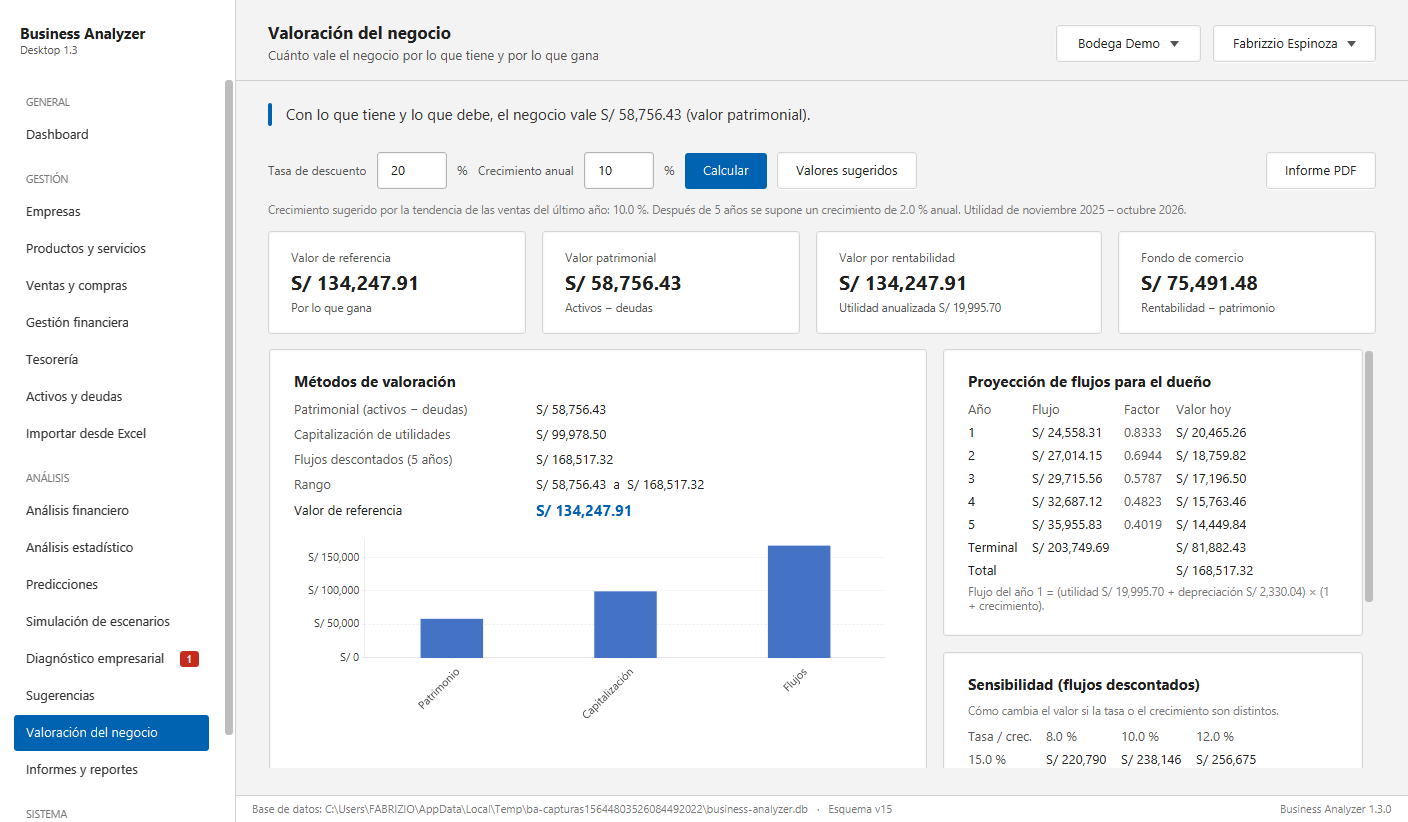 Business Analyzer
Desktop 1.3
GENERAL
Dashboard
GESTIÓN
Empresas
Productos y servicios
Ventas y compras
Gestión financiera
Tesorería
Activos y deudas
Importar desde Excel
ANÁLISIS
Análisis financiero
Análisis estadístico
Predicciones
Simulación de escenarios
Diagnóstico empresarial 1
Sugerencias
Valoración del negocio
Informes y reportes
SISTEMA
Valoración del negocio
Cuánto vale el negocio por lo que tiene y por lo que gana
Bodega Demo
Fabrizzio Espinoza
Con lo que tiene y lo que debe, el negocio vale S/ 58,756.43 (valor patrimonial).
Tasa de descuento 20 % Crecimiento anual 10 % Calcular Valores sugeridos Informe PDF
Crecimiento sugerido por la tendencia de las ventas del último año: 10.0 %. Después de 5 años se supone un crecimiento de 2.0 % anual. Utilidad de noviembre 2025 – octubre 2026.
Valor de referencia
S/ 134,247.91
Por lo que gana
Valor patrimonial
S/ 58,756.43
Activos − deudas
Valor por rentabilidad
S/ 134,247.91
Utilidad anualizada S/ 19,995.70
Fondo de comercio
S/ 75,491.48
Rentabilidad − patrimonio
Métodos de valoración
Patrimonial (activos − deudas) S/ 58,756.43
Capitalización de utilidades S/ 99,978.50
Flujos descontados (5 años) S/ 168,517.32
Rango S/ 58,756.43 a S/ 168,517.32
Valor de referencia S/ 134,247.91
S/ 150,000
S/ 100,000
S/ 50,000
S/ 0
Patrimonio
Capitalización
Flujos
Proyección de flujos para el dueño
Año Flujo Factor Valor hoy
1 S/ 24,558.31 0.8333 S/ 20,465.26
2 S/ 27,014.15 0.6944 S/ 18,759.82
3 S/ 29,715.56 0.5787 S/ 17,196.50
4 S/ 32,687.12 0.4823 S/ 15,763.46
5 S/ 35,955.83 0.4019 S/ 14,449.84
Terminal S/ 203,749.69 S/ 81,882.43
Total S/ 168,517.32
Flujo del año 1 = (utilidad S/ 19,995.70 + depreciación S/ 2,330.04) × (1
+ crecimiento).
Sensibilidad (flujos descontados)
Cómo cambia el valor si la tasa o el crecimiento son distintos.
Tasa / crec. 8.0 % 10.0 % 12.0 %
15.0 % S/ 220,790 S/ 238,146 S/ 256,675
Base de datos: C:\Users\FABRIZIO\AppData\Local\Temp\ba-capturas15644803526084492022\business-analyzer.db · Esquema v15
Business Analyzer 1.3.0